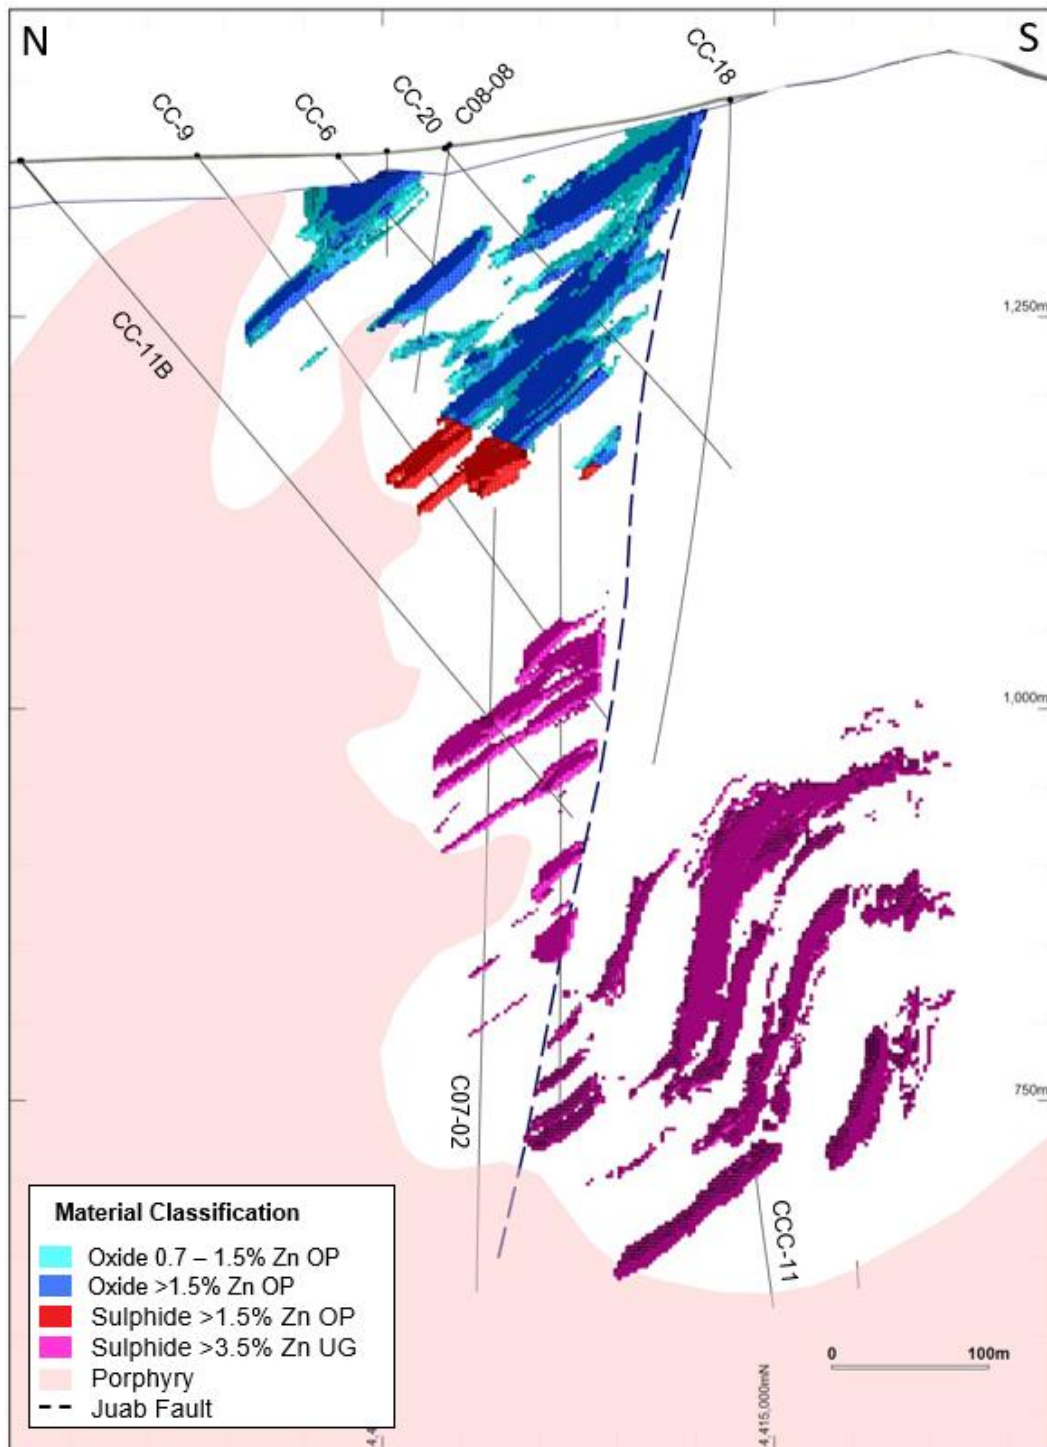 N
S
CC-18
C08-08
CC-20
CC-6
CC-9
1,250m
CC-11B
1,000m
750m
C07-02
CCC-11
Material Classification
Oxide 0.7 – 1.5% Zn OP
Oxide >1.5% Zn OP
Sulphide >1.5% Zn OP
Sulphide >3.5% Zn UG
Porphyry
Juab Fault
0 100m
4,415,000mN